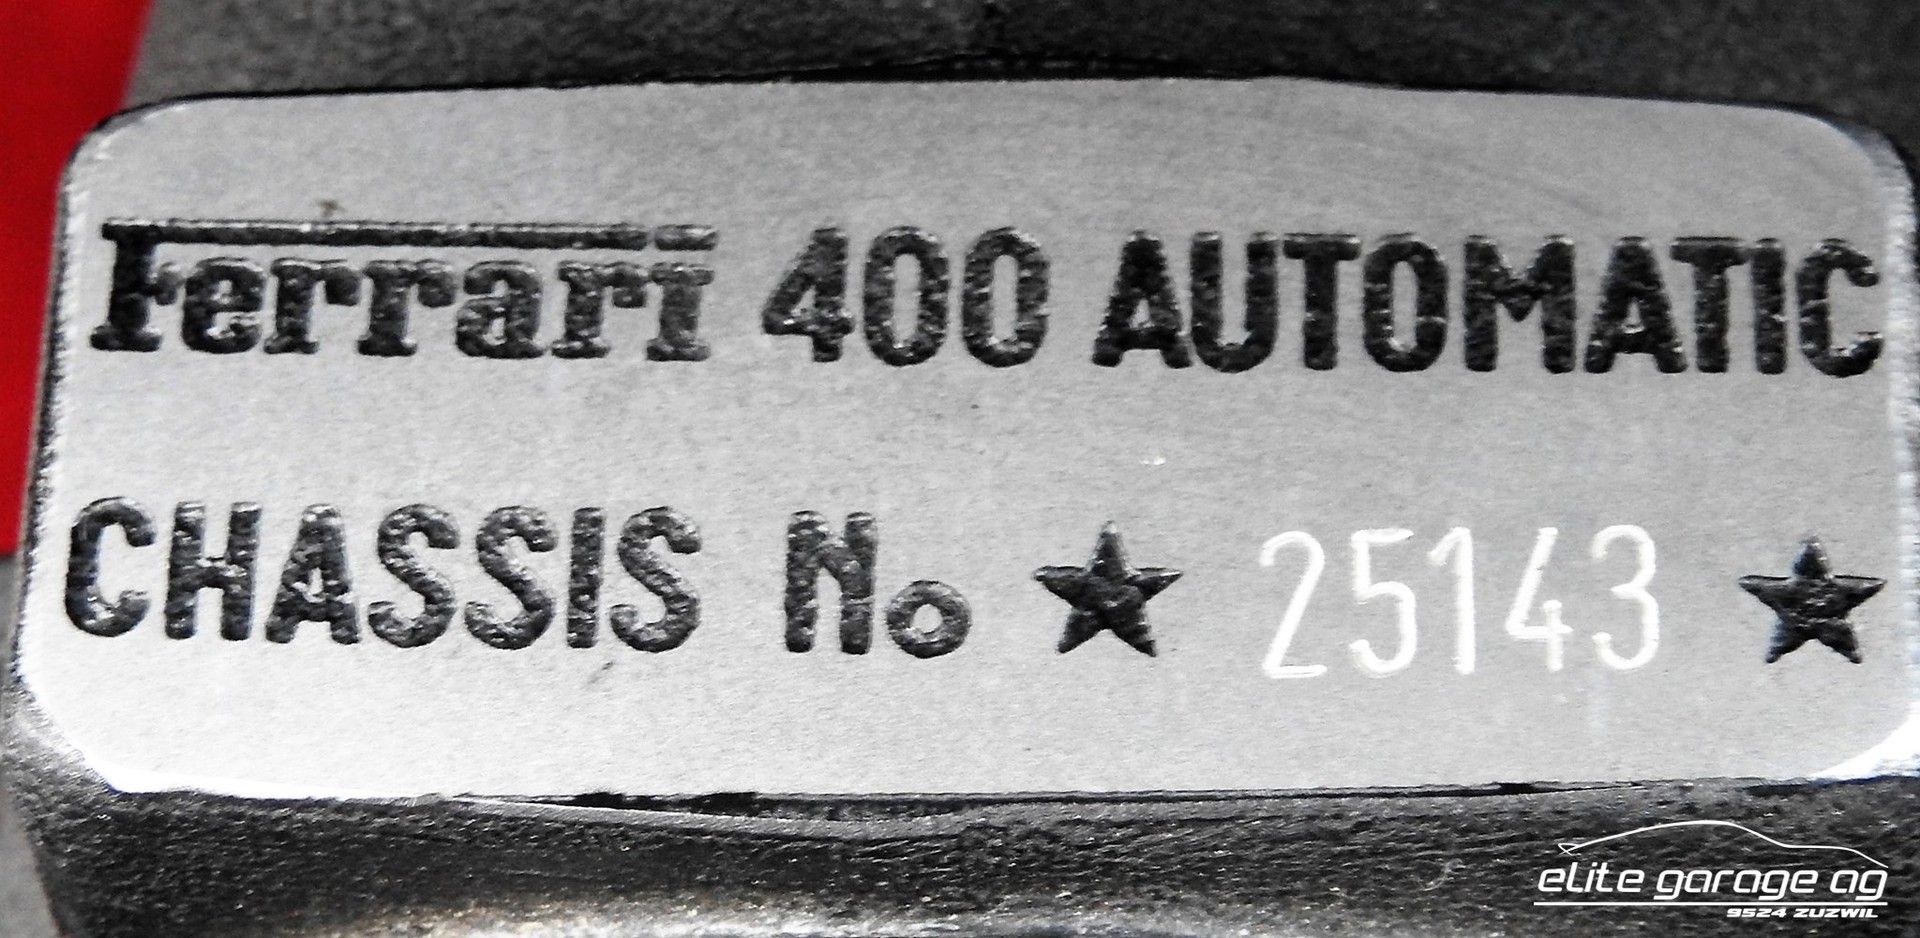 Ferrari 400 AUTOMATIC
CHASSIS No ★ 25143 ★
elite garage ag
9524 ZUZWIL